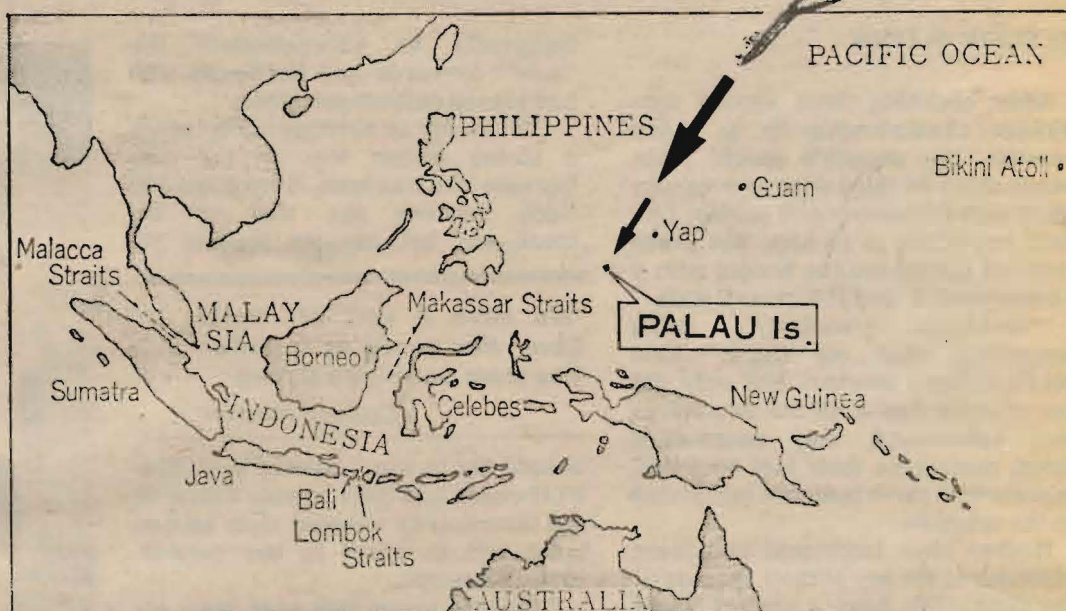 PACIFIC OCEAN
PHILIPPINES
Bikini Atoll
Guam
Yap
Malacca
Straits
Makassar Straits
MALAY
SIA
PALAU Is.
Borneo
Sumatra
Celebes
New Guinea
INDONESIA
Java
Bali
Lombok
Straits
AUSTRALIA